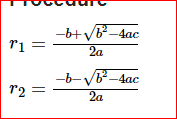 Procedure
r₁ = (−b+√(b²−4ac))/(2a)
r₂ = (−b−√(b²−4ac))/(2a)